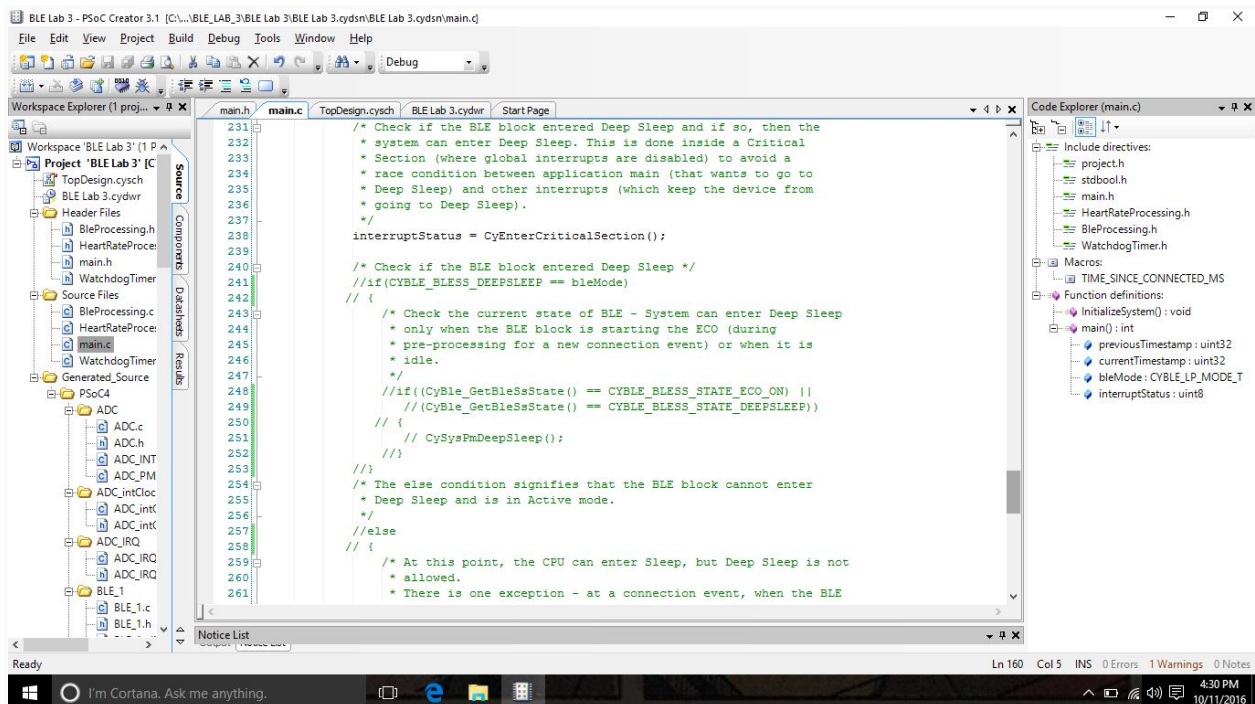 BLE Lab 3 - PSoC Creator 3.1 [C:\...\BLE_LAB_3\BLE Lab 3\BLE Lab 3.cydsn\BLE Lab 3.cydsn\main.c]
File Edit View Project Build Debug Tools Window Help
Debug
Workspace Explorer (1 proj...
Workspace 'BLE Lab 3' (1 P
Project 'BLE Lab 3' [C
TopDesign.cysch
BLE Lab 3.cydwr
Header Files
BleProcessing.h
HeartRateProce
main.h
WatchdogTimer
Source Files
BleProcessing.c
HeartRateProce
main.c
WatchdogTimer
Generated_Source
PSoC4
ADC
ADC.c
ADC.h
ADC_INT
ADC_PM
ADC_intCloc
ADC_intC
ADC_intC
ADC_IRQ
ADC_IRQ
ADC_IRQ
BLE_1
BLE_1.c
BLE_1.h
Source
Components
Datasheets
Results
main.h main.c TopDesign.cysch BLE Lab 3.cydwr Start Page
231 /* Check if the BLE block entered Deep Sleep and if so, then the
232 * system can enter Deep Sleep. This is done inside a Critical
233 * Section (where global interrupts are disabled) to avoid a
234 * race condition between application main (that wants to go to
235 * Deep Sleep) and other interrupts (which keep the device from
236 * going to Deep Sleep).
237 */
238 interruptStatus = CyEnterCriticalSection();
239
240 /* Check if the BLE block entered Deep Sleep */
241 //if(CYBLE_BLESS_DEEPSLEEP == bleMode)
242 // {
243 /* Check the current state of BLE - System can enter Deep Sleep
244 * only when the BLE block is starting the ECO (during
245 * pre-processing for a new connection event) or when it is
246 * idle.
247 */
248 //if((CyBle_GetBleSsState() == CYBLE_BLESS_STATE_ECO_ON) ||
249 //(CyBle_GetBleSsState() == CYBLE_BLESS_STATE_DEEPSLEEP))
250 // {
251 // CySysPmDeepSleep();
252 //}
253 //}
254 /* The else condition signifies that the BLE block cannot enter
255 * Deep Sleep and is in Active mode.
256 */
257 //else
258 // {
259 /* At this point, the CPU can enter Sleep, but Deep Sleep is not
260 * allowed.
261 * There is one exception - at a connection event, when the BLE
Code Explorer (main.c)
Include directives:
project.h
stdbool.h
main.h
HeartRateProcessing.h
BleProcessing.h
WatchdogTimer.h
Macros:
TIME_SINCE_CONNECTED_MS
Function definitions:
InitializeSystem() : void
main() : int
previousTimestamp : uint32
currentTimestamp : uint32
bleMode : CYBLE_LP_MODE_T
interruptStatus : uint8
Notice List
Ready
Ln 160 Col 5 INS 0 Errors 1 Warnings 0 Notes
I'm Cortana. Ask me anything.
4:30 PM
10/11/2016